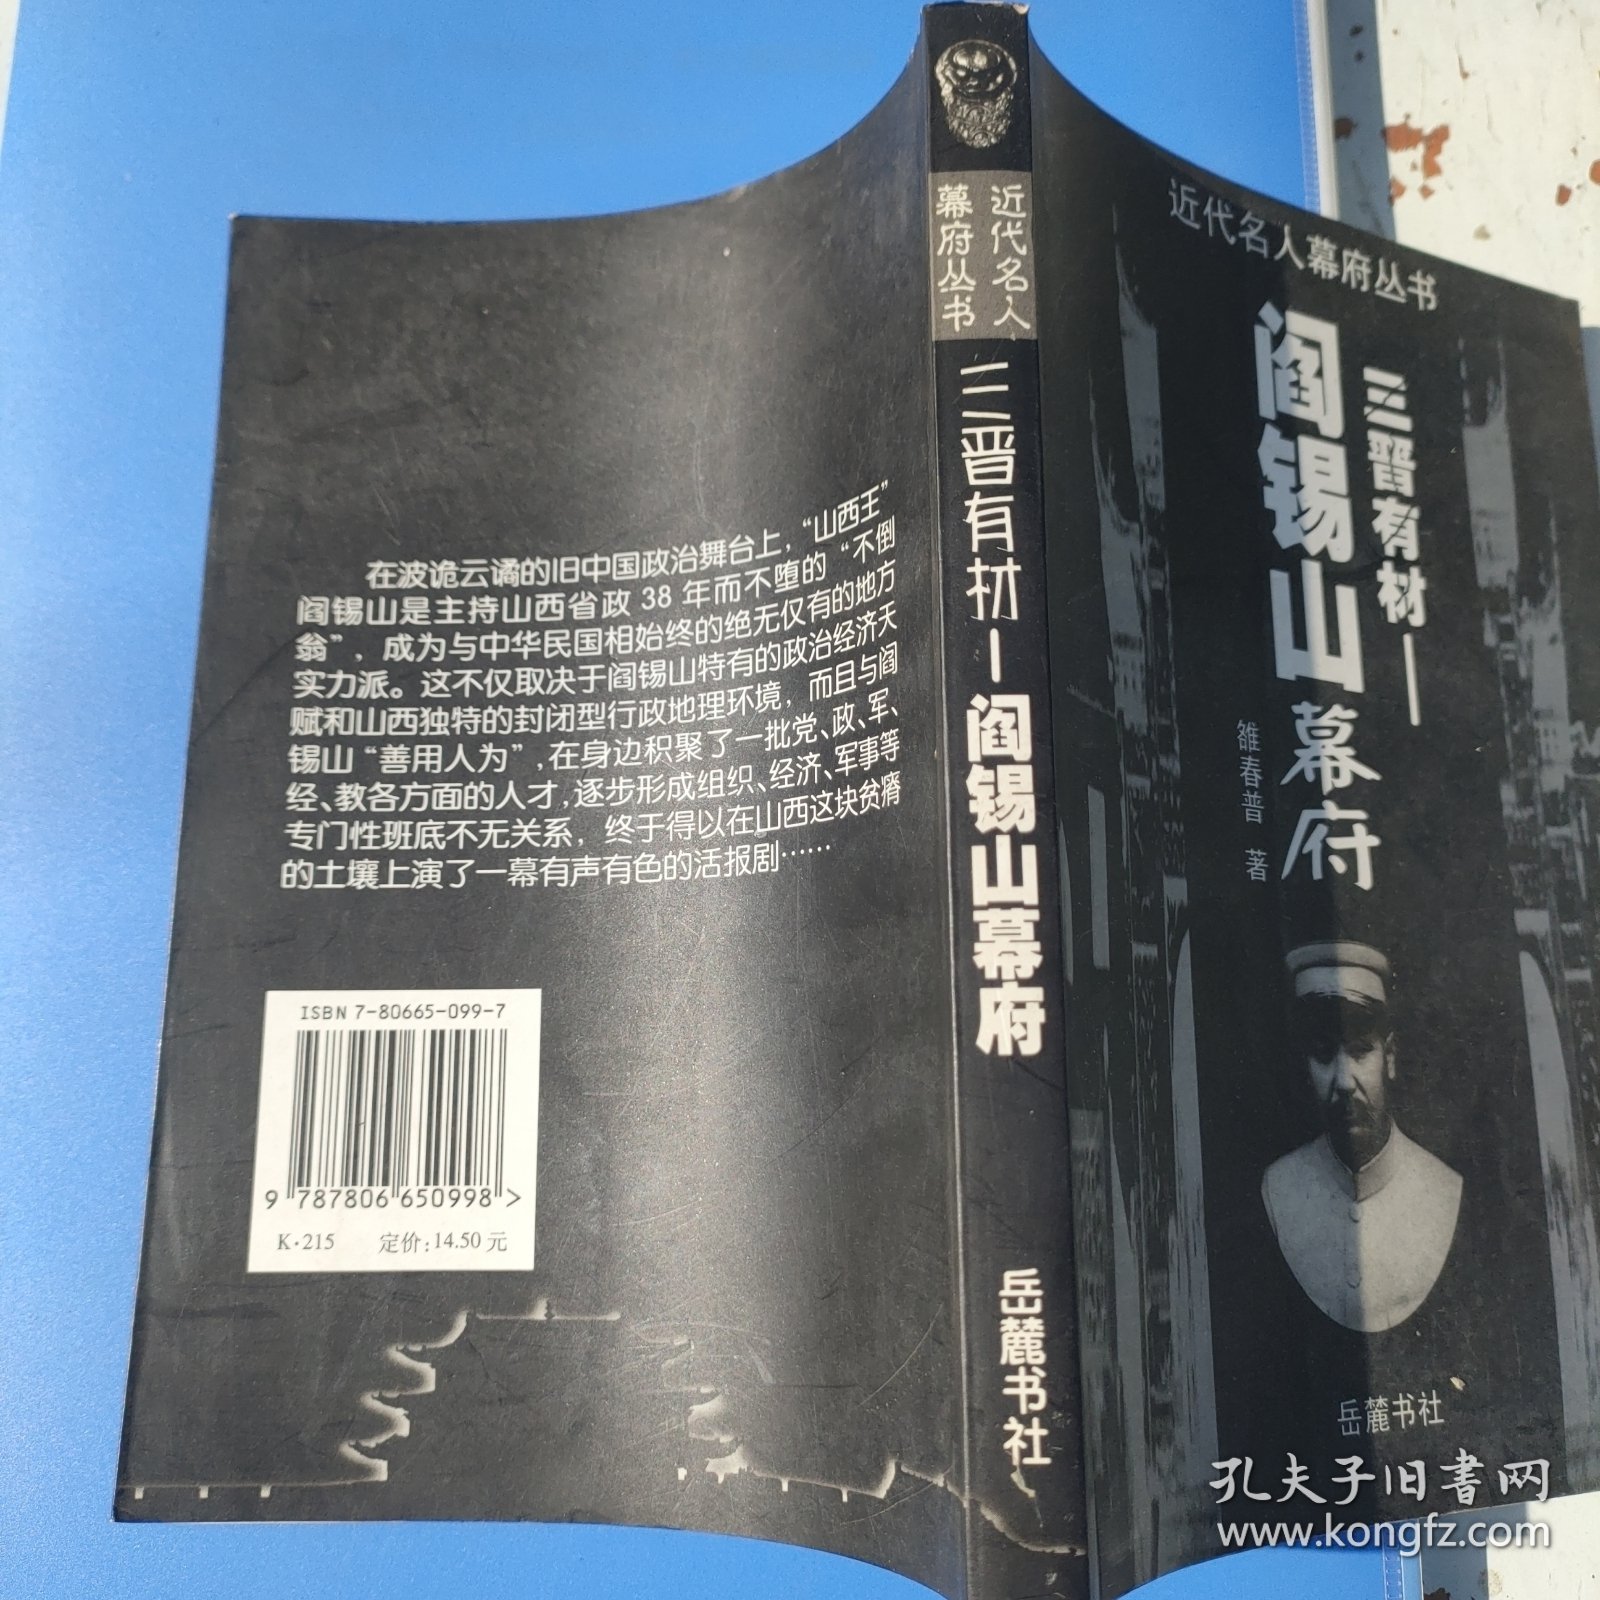 在波诡云谲的旧中国政治舞台上，“山西王”
阎锡山是主持山西省政 38 年而不堕的“不倒
翁”，成为与中华民国相始终的绝无仅有的地方
实力派。这不仅取决于阎锡山特有的政治经济天
赋和山西独特的封闭型行政地理环境，而且与阎
锡山“善用人为”，在身边积聚了一批党、政、军、
经、教各方面的人才，逐步形成组织、经济、军事等
专门性班底不无关系，终于得以在山西这块贫瘠
的土壤上演了一幕有声有色的活报剧……
ISBN 7-80665-099-7
9 787806 650998 >
K·215 定价：14.50 元
近代名人
幕府丛书
三晋有材—阎锡山幕府
岳麓书社
近代名人幕府丛书
三晋有材——
阎锡山幕府
雒春普 著
岳麓书社
孔夫子旧书网
www.kongfz.com